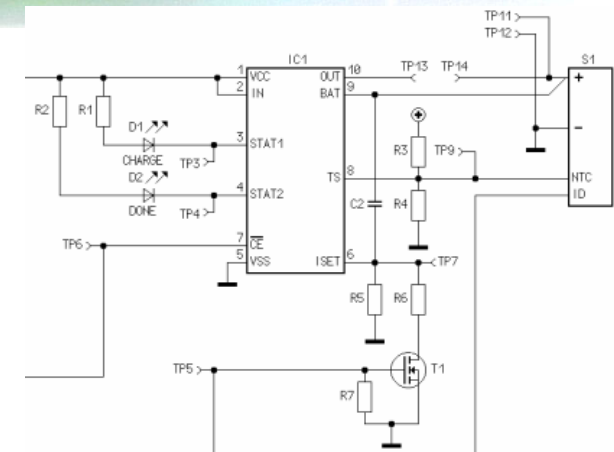 TP11
TP12
S1
IC1
1 VCC OUT 10 TP13 TP14 +
2 IN BAT 9
R2 R1
D1
3 STAT1
CHARGE TP3
R3 TP9 -
D2
TS 8 NTC
4 STAT2
DONE TP4
C2 R4 ID
TP6 7 CE
5 VSS ISET 6 TP7
R5 R6
TP5 T1
R7